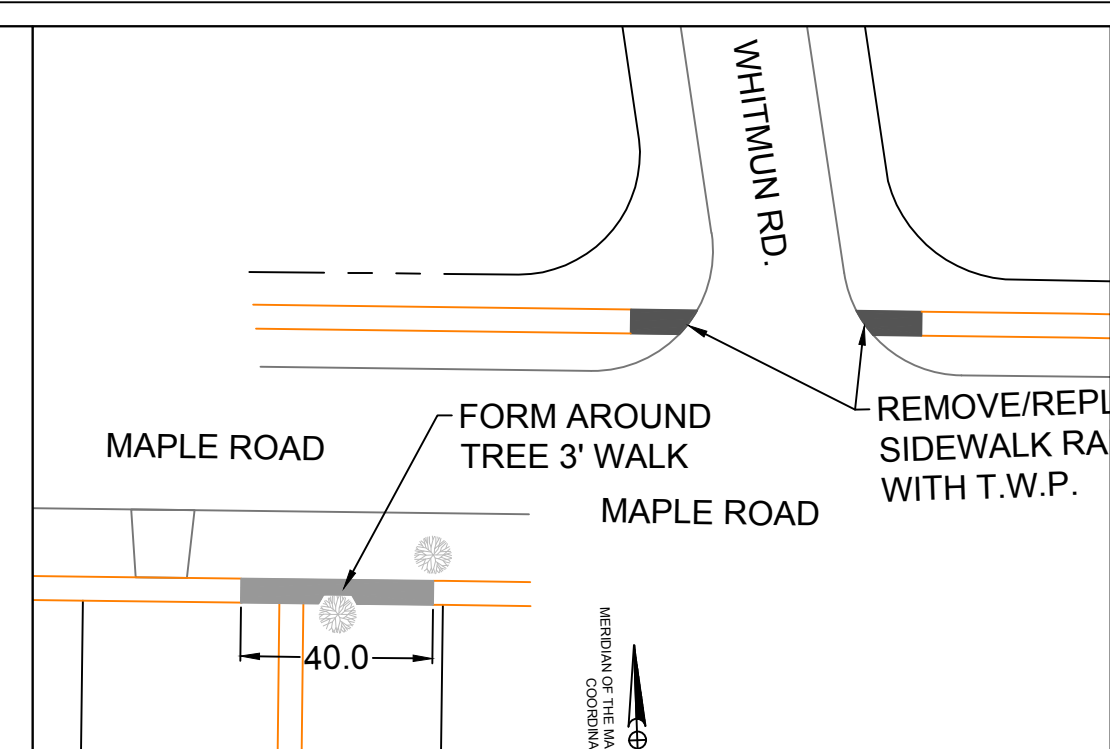 WHITMUN RD.
FORM AROUND
TREE 3' WALK
REMOVE/REPL
SIDEWALK RA
WITH T.W.P.
MAPLE ROAD
MAPLE ROAD
40.0
MERIDIAN OF THE MA
COORDINA